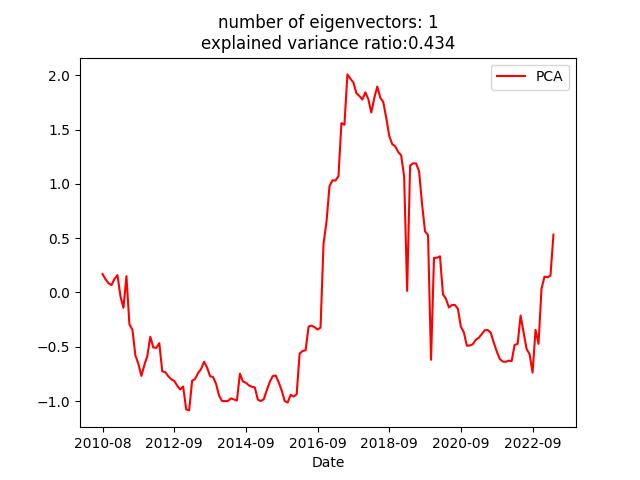 number of eigenvectors: 1
explained variance ratio:0.434
PCA
2.0
1.5
1.0
0.5
0.0
−0.5
−1.0
2010-08 2012-09 2014-09 2016-09 2018-09 2020-09 2022-09
Date